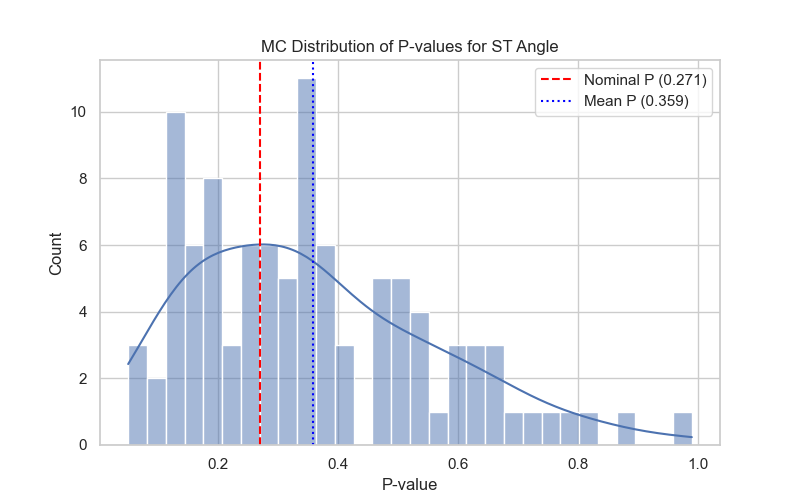 MC Distribution of P-values for ST Angle
Nominal P (0.271)
Mean P (0.359)
Count
10
8
6
4
2
0
0.2 0.4 0.6 0.8 1.0
P-value